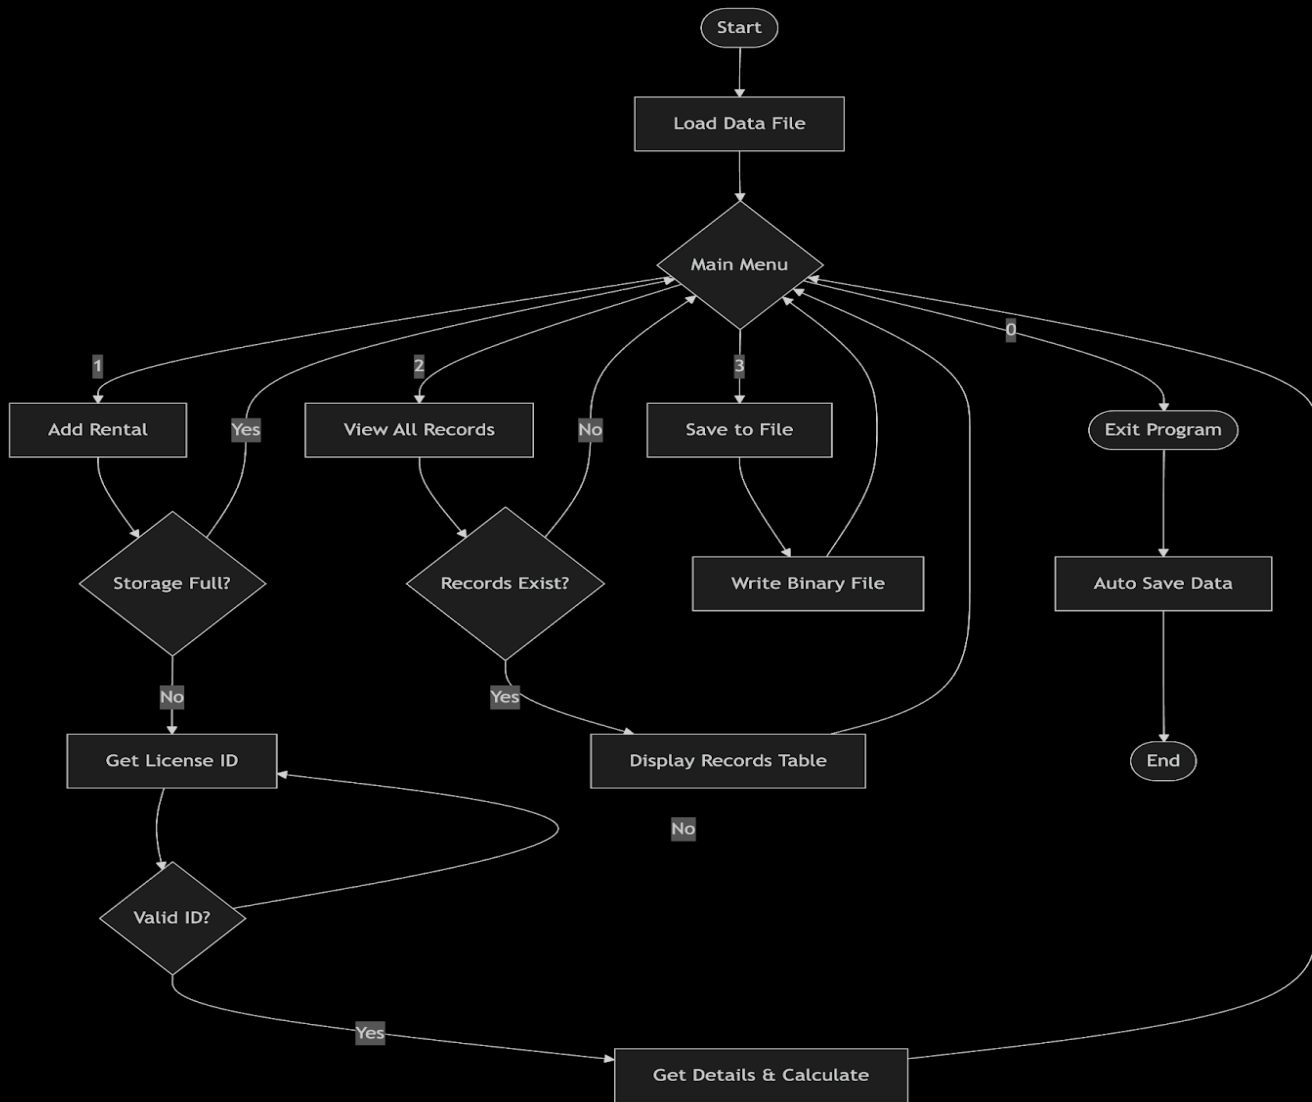 Start
Load Data File
Main Menu
0
1
2
3
Add Rental
Yes
View All Records
No
Save to File
Exit Program
Storage Full?
Records Exist?
Write Binary File
Auto Save Data
No
Yes
Get License ID
Display Records Table
End
No
Valid ID?
Yes
Get Details & Calculate